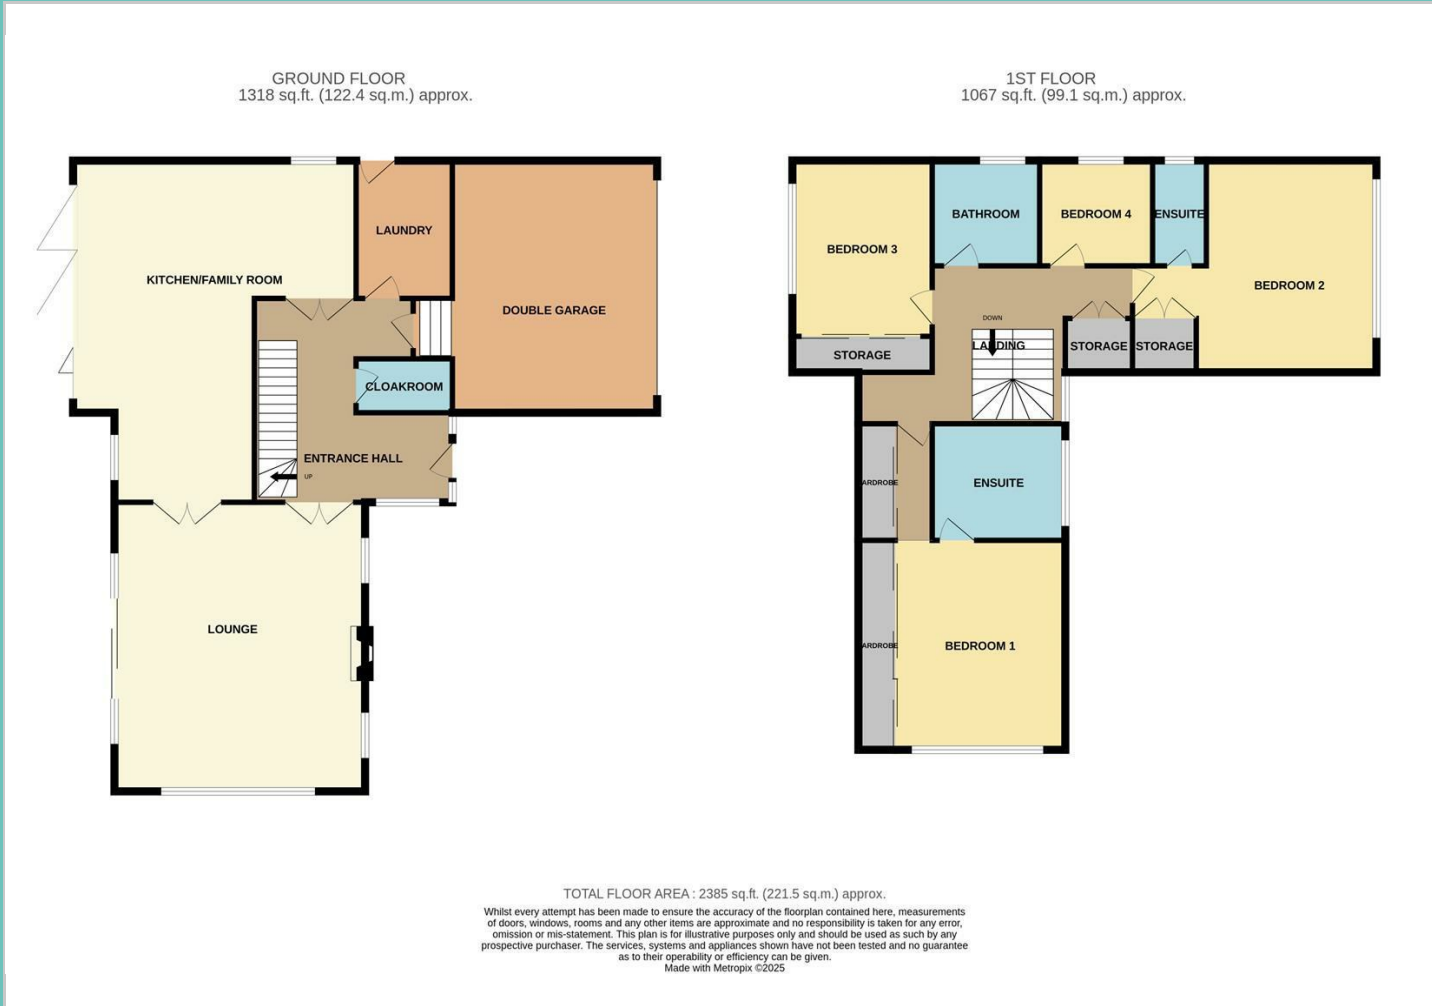 GROUND FLOOR
1318 sq.ft. (122.4 sq.m.) approx.
1ST FLOOR
1067 sq.ft. (99.1 sq.m.) approx.
LAUNDRY
KITCHEN/FAMILY ROOM
DOUBLE GARAGE
CLOAKROOM
ENTRANCE HALL
UP
LOUNGE
BATHROOM
BEDROOM 4
ENSUITE
BEDROOM 3
BEDROOM 2
DOWN
LANDING
STORAGE
STORAGE
STORAGE
ARDROBE
ENSUITE
ARDROBE
BEDROOM 1
TOTAL FLOOR AREA : 2385 sq.ft. (221.5 sq.m.) approx.
Whilst every attempt has been made to ensure the accuracy of the floorplan contained here, measurements
of doors, windows, rooms and any other items are approximate and no responsibility is taken for any error,
omission or mis-statement. This plan is for illustrative purposes only and should be used as such by any
prospective purchaser. The services, systems and appliances shown have not been tested and no guarantee
as to their operability or efficiency can be given.
Made with Metropix ©2025